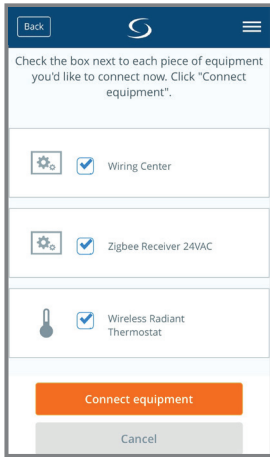 Back
Check the box next to each piece of equipment
you'd like to connect now. Click "Connect
equipment".
Wiring Center
Zigbee Receiver 24VAC
Wireless Radiant
Thermostat
Connect equipment
Cancel